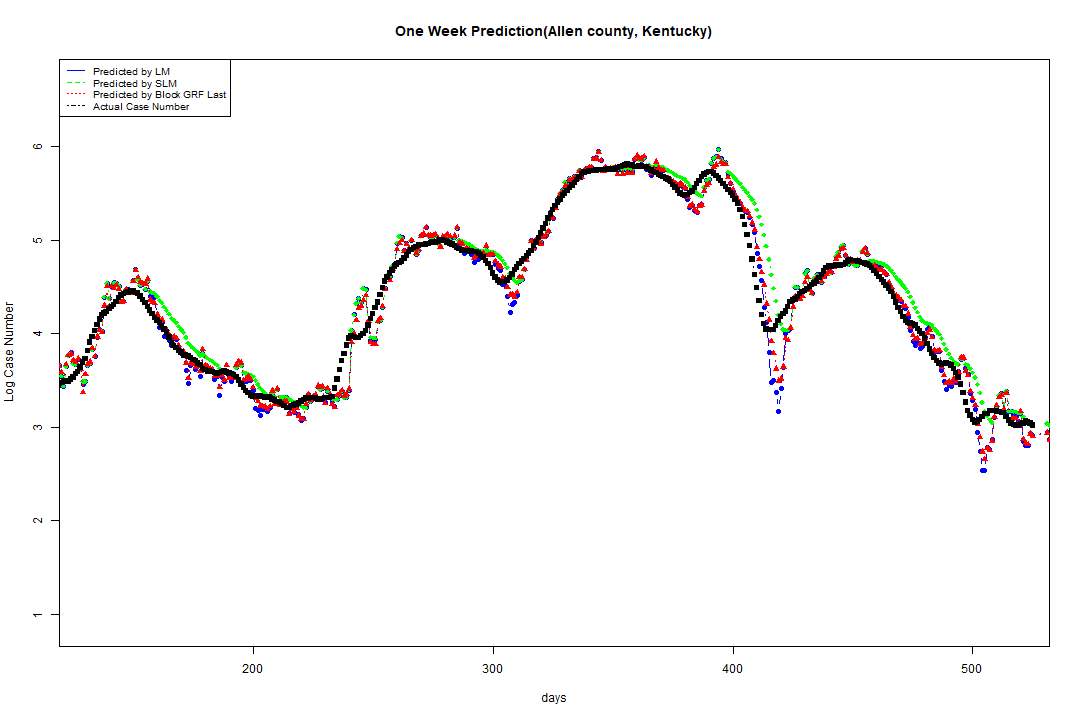 One Week Prediction(Allen county, Kentucky)
Predicted by LM
Predicted by SLM
Predicted by Block GRF Last
Actual Case Number
Log Case Number
6
5
4
3
2
1
200
300
400
500
days